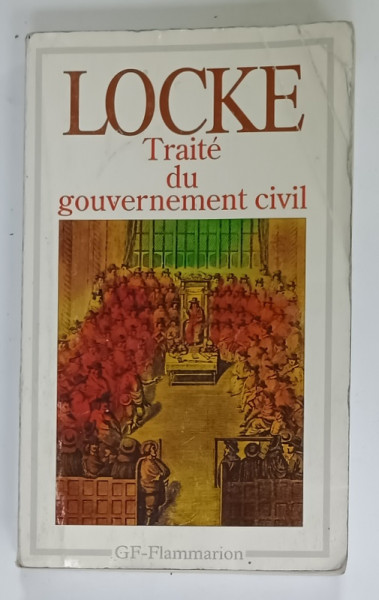 LOCKE
Traité
du
gouvernement civil
GF-Flammarion